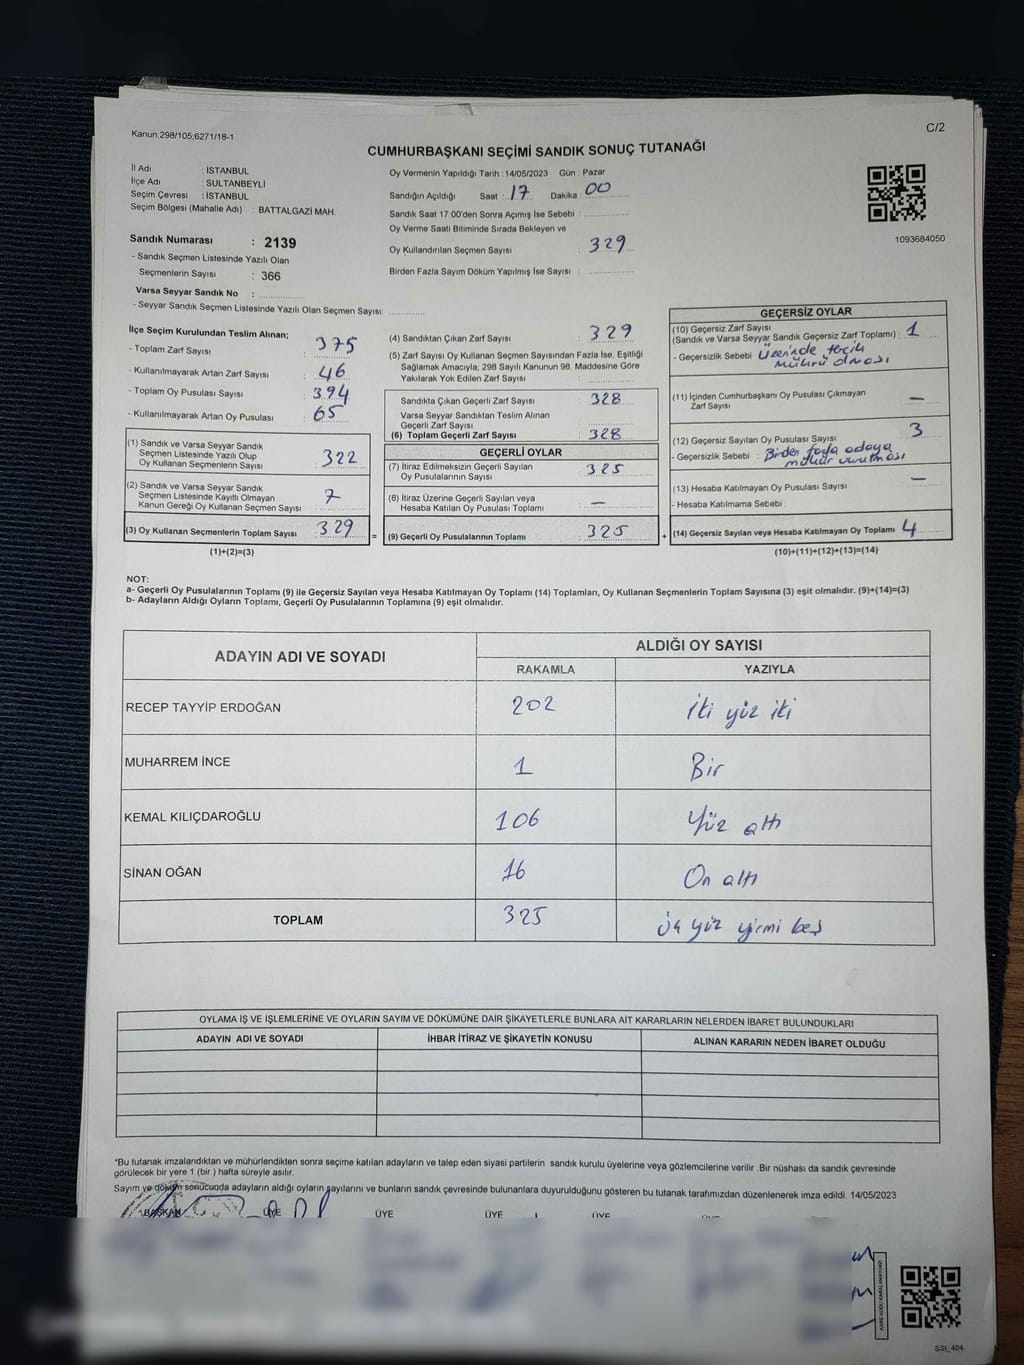 Kanun;298/105;6271/18-1
C/2
CUMHURBAŞKANI SEÇİMİ SANDIK SONUÇ TUTANAĞI
İl Adı : İSTANBUL
İlçe Adı : SULTANBEYLİ
Seçim Çevresi : İSTANBUL
Seçim Bölgesi (Mahalle Adı) : BATTALGAZİ MAH.
Sandık Numarası : 2139
- Sandık Seçmen Listesinde Yazılı Olan
Seçmenlerin Sayısı : 366
Varsa Seyyar Sandık No :
- Seyyar Sandık Seçmen Listesinde Yazılı Olan Seçmen Sayısı:
Oy Vermenin Yapıldığı Tarih :14/05/2023 Gün : Pazar
Sandığın Açıldığı Saat : 17 Dakika : 00
Sandık Saat 17.00'den Sonra Açımış İse Sebebi :
Oy Verme Saati Bitiminde Sırada Bekleyen ve
Oy Kullandırılan Seçmen Sayısı : 329
Birden Fazla Sayım Döküm Yapılmış İse Sayısı :
1093684050
İlçe Seçim Kurulundan Teslim Alınan;
- Toplam Zarf Sayısı : 375
- Kullanılmayarak Artan Zarf Sayısı : 46
- Toplam Oy Pusulası Sayısı : 394
- Kullanılmayarak Artan Oy Pusulası : 65
(1) Sandık ve Varsa Seyyar Sandık
Seçmen Listesinde Yazılı Olup
Oy Kullanan Seçmenlerin Sayısı : 322
(2) Sandık ve Varsa Seyyar Sandık
Seçmen Listesinde Kayıtlı Olmayan
Kanun Gereği Oy Kullanan Seçmen Sayısı : 7
(3) Oy Kullanan Seçmenlerin Toplam Sayısı : 329
(1)+(2)=(3)
=
(4) Sandıktan Çıkan Zarf Sayısı : 329
(5) Zarf Sayısı Oy Kullanan Seçmen Sayısından Fazla İse, Eşitliği
Sağlamak Amacıyla, 298 Sayılı Kanunun 98. Maddesine Göre
Yakılarak Yok Edilen Zarf Sayısı :
Sandıkta Çıkan Geçerli Zarf Sayısı : 328
Varsa Seyyar Sandıktan Teslim Alınan
Geçerli Zarf Sayısı :
(6) Toplam Geçerli Zarf Sayısı : 328
GEÇERLİ OYLAR
(7) İtiraz Edilmeksizin Geçerli Sayılan
Oy Pusulalarının Sayısı : 325
(8) İtiraz Üzerine Geçerli Sayılan veya
Hesaba Katılan Oy Pusulası Toplamı : —
(9) Geçerli Oy Pusulalarının Toplamı : 325
+
GEÇERSİZ OYLAR
(10) Geçersiz Zarf Sayısı
(Sandık ve Varsa Seyyar Sandık Geçersiz Zarf Toplamı) : 1
- Geçersizlik Sebebi : Üzerinde tercih
mührü olması
(11) İçinden Cumhurbaşkanı Oy Pusulası Çıkmayan
Zarf Sayısı : —
(12) Geçersiz Sayılan Oy Pusulası Sayısı : 3
- Geçersizlik Sebebi : Birden fazla adaya
mühür vurulması
(13) Hesaba Katılmayan Oy Pusulası Sayısı : —
- Hesaba Katılmama Sebebi :
(14) Geçersiz Sayılan veya Hesaba Katılmayan Oy Toplamı : 4
(10)+(11)+(12)+(13)=(14)
NOT:
a- Geçerli Oy Pusulalarının Toplamı (9) ile Geçersiz Sayılan veya Hesaba Katılmayan Oy Toplamı (14) Toplamları, Oy Kullanan Seçmenlerin Toplam Sayısına (3) eşit olmalıdır. (9)+(14)=(3)
b- Adayların Aldığı Oyların Toplamı, Geçerli Oy Pusulalarının Toplamına (9) eşit olmalıdır.
ADAYIN ADI VE SOYADI ALDIĞI OY SAYISI
RAKAMLA YAZIYLA
RECEP TAYYİP ERDOĞAN 202 İki yüz iki
MUHARREM İNCE 1 Bir
KEMAL KILIÇDAROĞLU 106 Yüz altı
SİNAN OĞAN 16 On altı
TOPLAM 325 üç yüz yirmi beş
OYLAMA İŞ VE İŞLEMLERİNE VE OYLARIN SAYIM VE DÖKÜMÜNE DAİR ŞİKAYETLERLE BUNLARA AİT KARARLARIN NELERDEN İBARET BULUNDUKLARI
ADAYIN ADI VE SOYADI İHBAR İTİRAZ VE ŞİKAYETİN KONUSU ALINAN KARARIN NEDEN İBARET OLDUĞU
*Bu tutanak imzalandıktan ve mühürlendikten sonra seçime katılan adayların ve talep eden siyasi partilerin sandık kurulu üyelerine veya gözlemcilerine verilir .Bir nüshası da sandık çevresinde
görülecek bir yere 1 (bir ) hafta süreyle asılır.
Sayım ve döküm sonucunda adayların aldığı oyların sayılarını ve bunların sandık çevresinde bulunanlara duyurulduğunu gösteren bu tutanak tarafımızdan düzenlenerek imza edildi. 14/05/2023
BAŞKAN ÜYE ÜYE ÜYE ÜYE
SSI_404